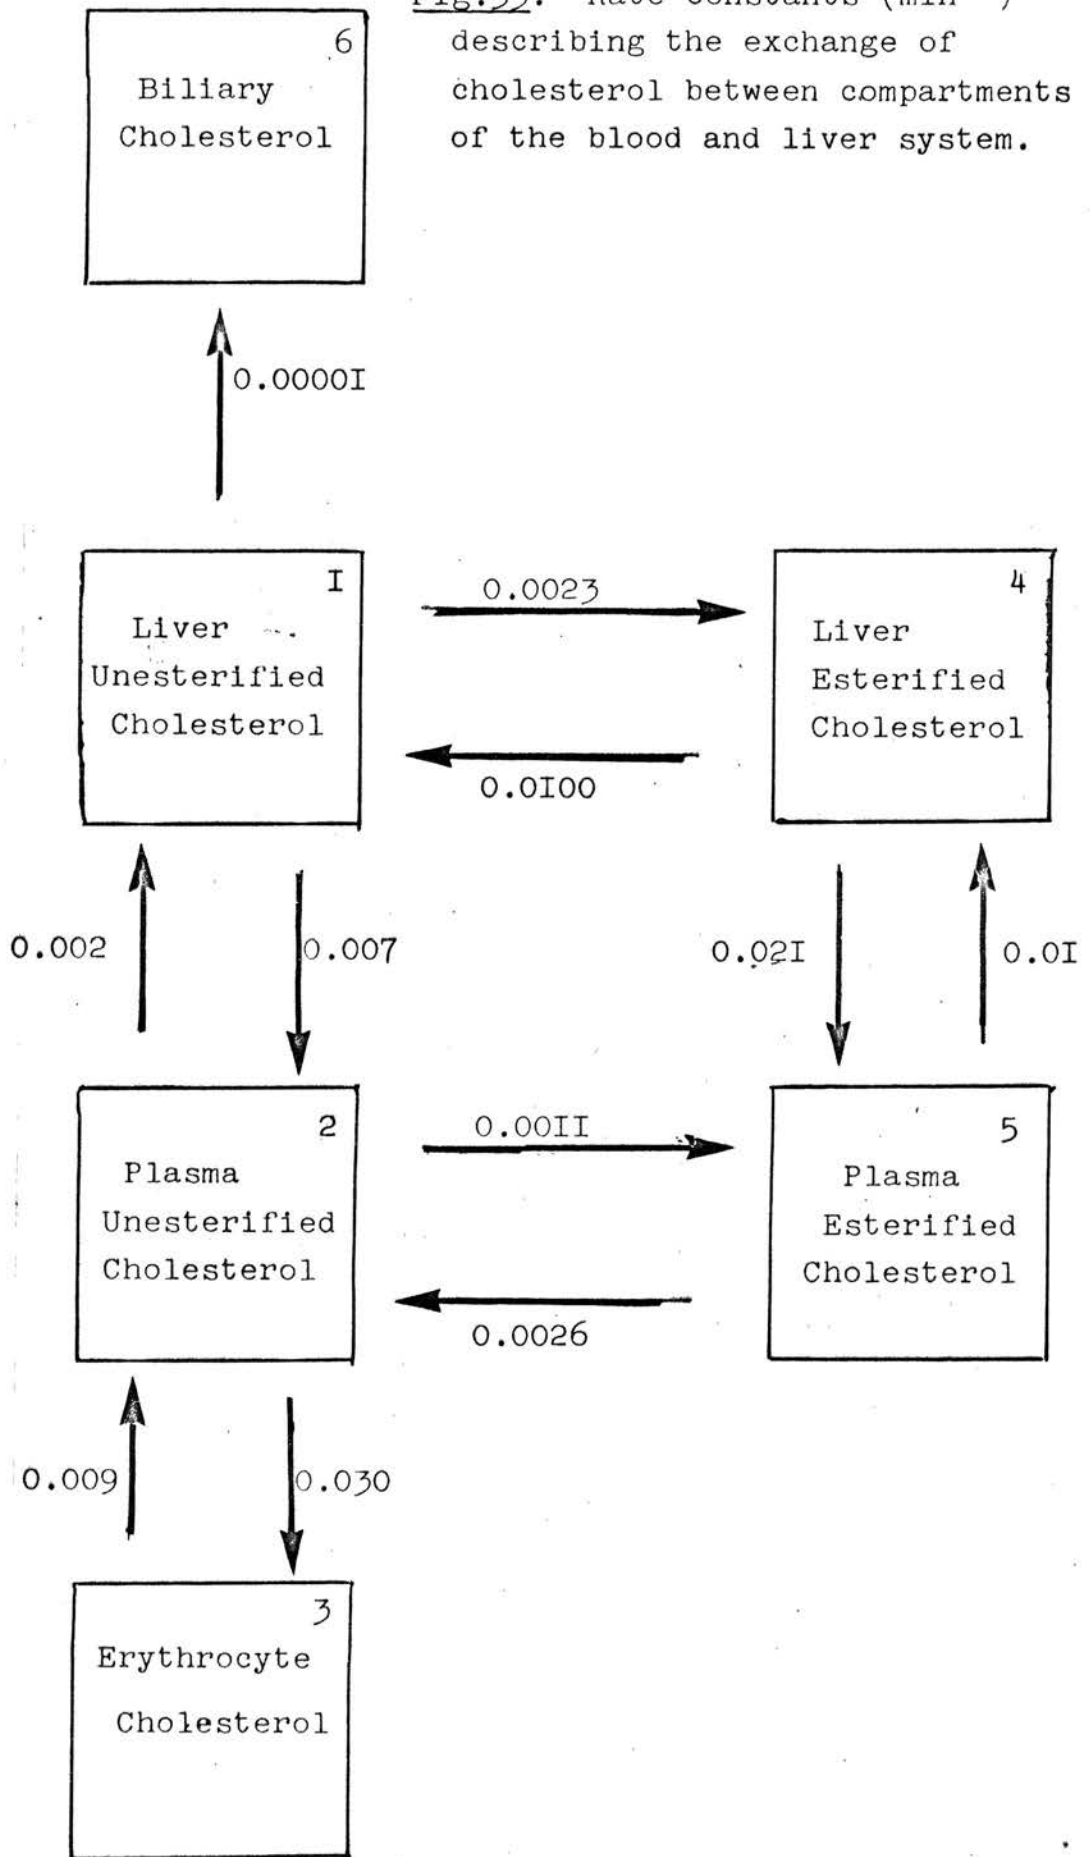 Fig.35. Rate constants (min⁻¹)
describing the exchange of
cholesterol between compartments
of the blood and liver system.
6
Biliary
Cholesterol
0.0000I
I
Liver
Unesterified
Cholesterol
0.0023
0.0I00
4
Liver
Esterified
Cholesterol
0.002
0.007
0.02I
0.0I
2
Plasma
Unesterified
Cholesterol
0.00II
0.0026
5
Plasma
Esterified
Cholesterol
0.009
0.030
3
Erythrocyte
Cholesterol